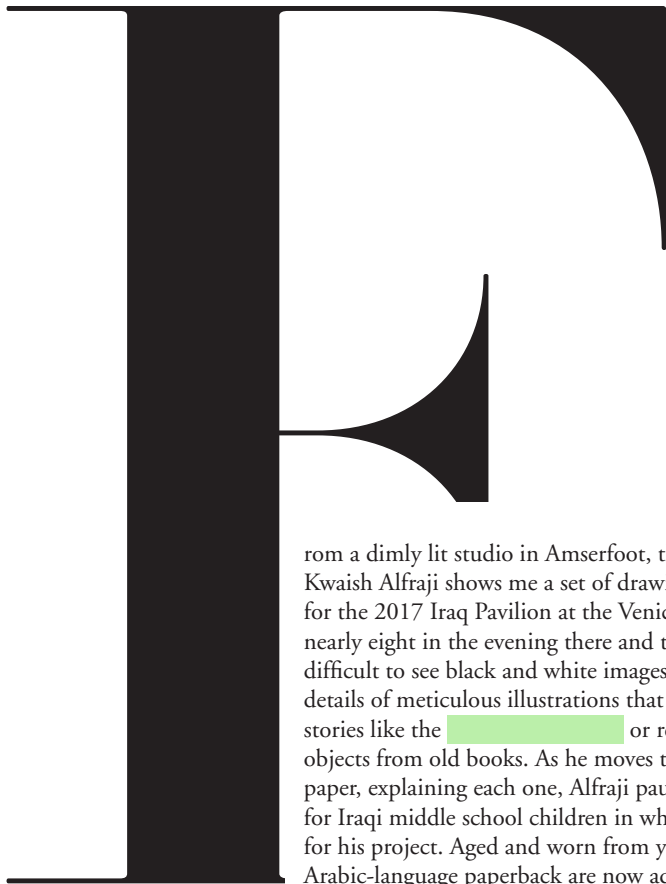 F
rom a dimly lit studio in Amserfoot,
Kwaish Alfraji shows me a set of
for the 2017 Iraq Pavilion at the
nearly eight in the evening there and
difficult to see black and white images
details of meticulous illustrations that
stories like the or
objects from old books. As he moves
paper, explaining each one, Alfraji
for Iraqi middle school children in
for his project. Aged and worn from
Arabic-language paperback are now